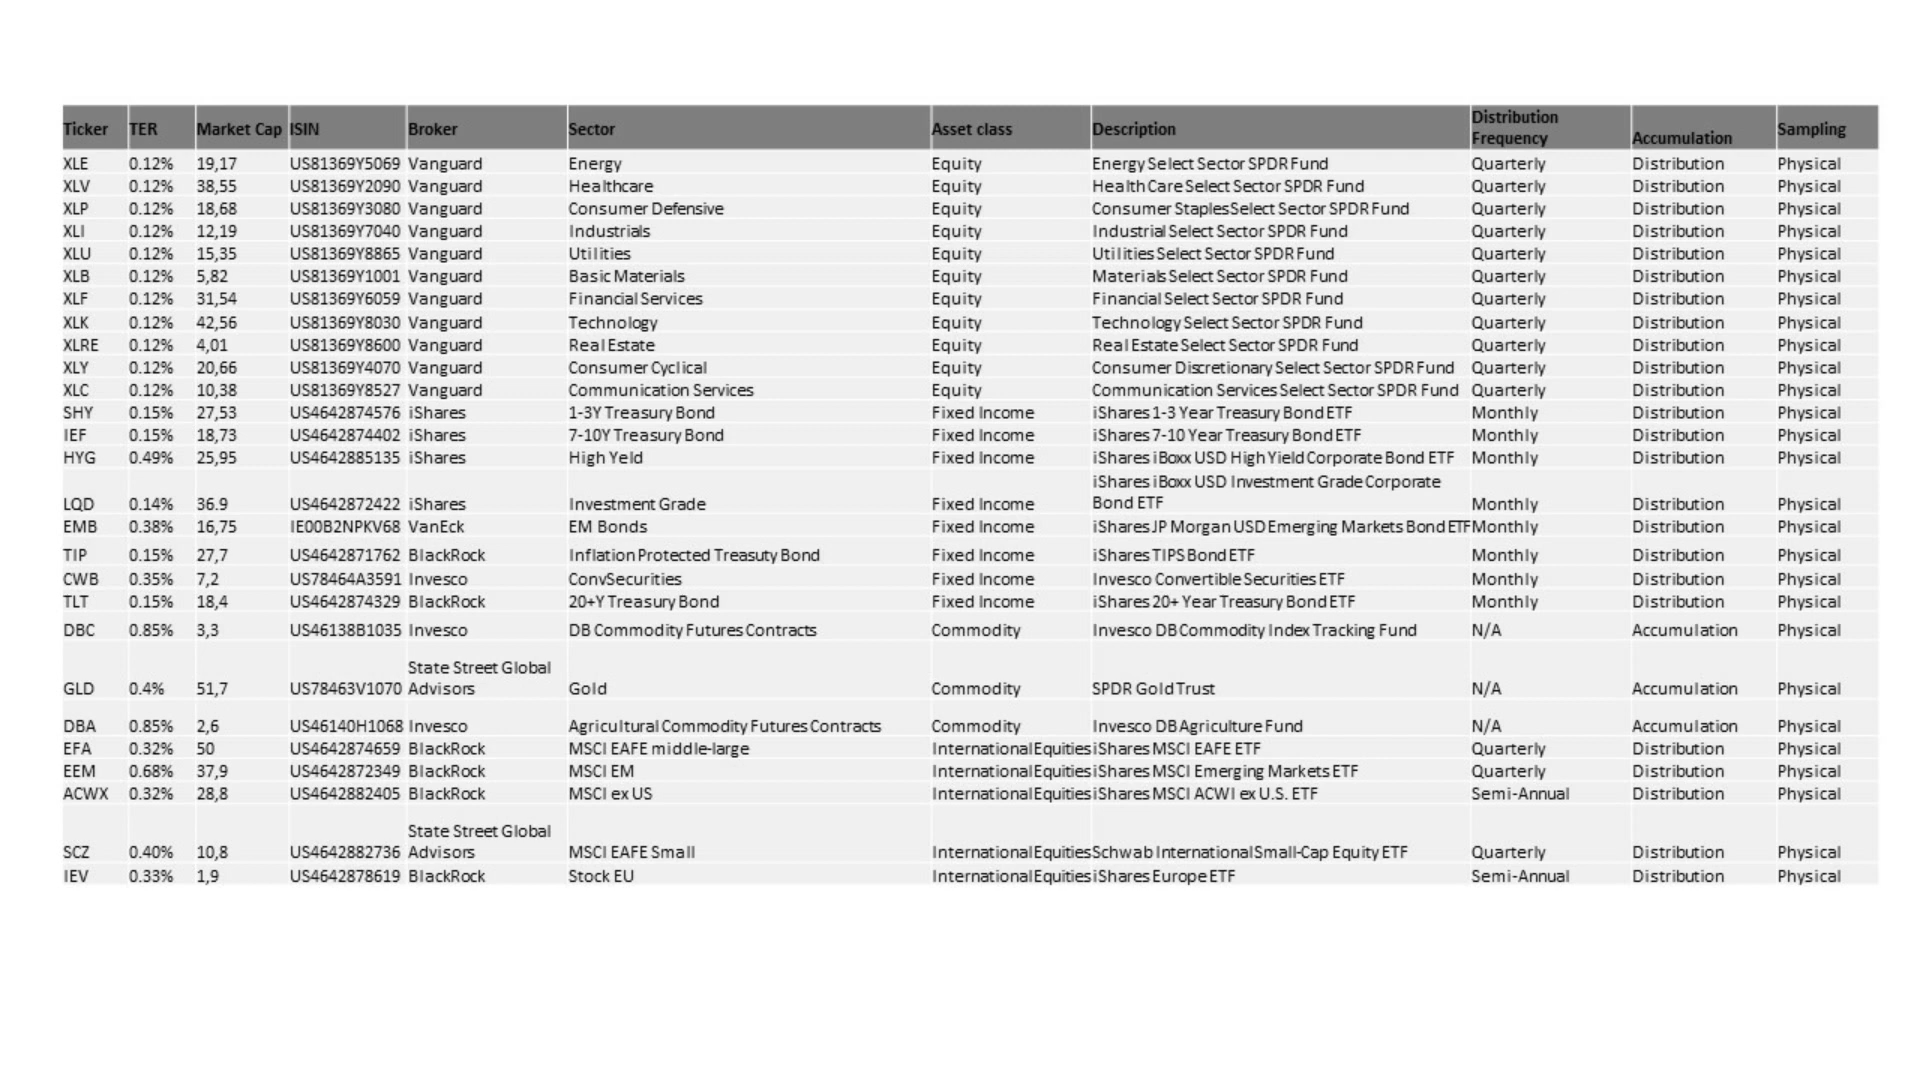 Ticker TER Market Cap ISIN Broker Sector Asset class Description Distribution Frequency Accumulation Sampling
XLE 0.12% 19,17 US81369Y5069 Vanguard Energy Equity Energy Select Sector SPDR Fund Quarterly Distribution Physical
XLV 0.12% 38,55 US81369Y2090 Vanguard Healthcare Equity Health Care Select Sector SPDR Fund Quarterly Distribution Physical
XLP 0.12% 18,68 US81369Y3080 Vanguard Consumer Defensive Equity Consumer Staples Select Sector SPDR Fund Quarterly Distribution Physical
XLI 0.12% 12,19 US81369Y7040 Vanguard Industrials Equity Industrial Select Sector SPDR Fund Quarterly Distribution Physical
XLU 0.12% 15,35 US81369Y8865 Vanguard Utilities Equity Utilities Select Sector SPDR Fund Quarterly Distribution Physical
XLB 0.12% 5,82 US81369Y1001 Vanguard Basic Materials Equity Materials Select Sector SPDR Fund Quarterly Distribution Physical
XLF 0.12% 31,54 US81369Y6059 Vanguard Financial Services Equity Financial Select Sector SPDR Fund Quarterly Distribution Physical
XLK 0.12% 42,56 US81369Y8030 Vanguard Technology Equity Technology Select Sector SPDR Fund Quarterly Distribution Physical
XLRE 0.12% 4,01 US81369Y8600 Vanguard Real Estate Equity Real Estate Select Sector SPDR Fund Quarterly Distribution Physical
XLY 0.12% 20,66 US81369Y4070 Vanguard Consumer Cyclical Equity Consumer Discretionary Select Sector SPDR Fund Quarterly Distribution Physical
XLC 0.12% 10,38 US81369Y8527 Vanguard Communication Services Equity Communication Services Select Sector SPDR Fund Quarterly Distribution Physical
SHY 0.15% 27,53 US4642874576 iShares 1-3Y Treasury Bond Fixed Income iShares 1-3 Year Treasury Bond ETF Monthly Distribution Physical
IEF 0.15% 18,73 US4642874402 iShares 7-10Y Treasury Bond Fixed Income iShares 7-10 Year Treasury Bond ETF Monthly Distribution Physical
HYG 0.49% 25,95 US4642885135 iShares High Yeld Fixed Income iShares iBoxx USD High Yield Corporate Bond ETF Monthly Distribution Physical
LQD 0.14% 36.9 US4642872422 iShares Investment Grade Fixed Income iShares iBoxx USD Investment Grade Corporate Bond ETF Monthly Distribution Physical
EMB 0.38% 16,75 IE00B2NPKV68 VanEck EM Bonds Fixed Income iShares JP Morgan USD Emerging Markets Bond ETF Monthly Distribution Physical
TIP 0.15% 27,7 US4642871762 BlackRock Inflation Protected Treasuty Bond Fixed Income iShares TIPS Bond ETF Monthly Distribution Physical
CWB 0.35% 7,2 US78464A3591 Invesco ConvSecurities Fixed Income Invesco Convertible Securities ETF Monthly Distribution Physical
TLT 0.15% 18,4 US4642874329 BlackRock 20+Y Treasury Bond Fixed Income iShares 20+ Year Treasury Bond ETF Monthly Distribution Physical
DBC 0.85% 3,3 US46138B1035 Invesco DB Commodity Futures Contracts Commodity Invesco DB Commodity Index Tracking Fund N/A Accumulation Physical
GLD 0.4% 51,7 US78463V1070 State Street Global Advisors Gold Commodity SPDR Gold Trust N/A Accumulation Physical
DBA 0.85% 2,6 US46140H1068 Invesco Agricultural Commodity Futures Contracts Commodity Invesco DB Agriculture Fund N/A Accumulation Physical
EFA 0.32% 50 US4642874659 BlackRock MSCI EAFE middle-large International Equities iShares MSCI EAFE ETF Quarterly Distribution Physical
EEM 0.68% 37,9 US4642872349 BlackRock MSCI EM International Equities iShares MSCI Emerging Markets ETF Quarterly Distribution Physical
ACWX 0.32% 28,8 US4642882405 BlackRock MSCI ex US International Equities iShares MSCI ACWI ex U.S. ETF Semi-Annual Distribution Physical
SCZ 0.40% 10,8 US4642882736 State Street Global Advisors MSCI EAFE Small International Equities Schwab International Small-Cap Equity ETF Quarterly Distribution Physical
IEV 0.33% 1,9 US4642878619 BlackRock Stock EU International Equities iShares Europe ETF Semi-Annual Distribution Physical